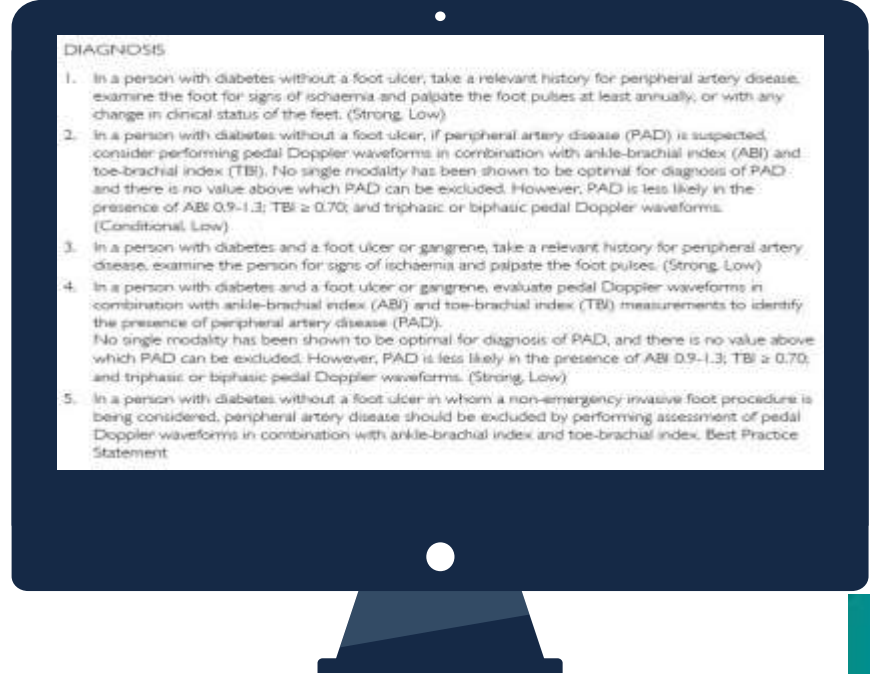 DIAGNOSIS
1. In a person with diabetes without a foot ulcer, take a relevant history for peripheral artery disease,
examine the foot for signs of ischaemia and palpate the foot pulses at least annually, or with any
change in clinical status of the feet. (Strong, Low)
2. In a person with diabetes without a foot ulcer, if peripheral artery disease (PAD) is suspected,
consider performing pedal Doppler waveforms in combination with ankle-brachial index (ABI) and
toe-brachial index (TBI). No single modality has been shown to be optimal for diagnosis of PAD
and there is no value above which PAD can be excluded. However, PAD is less likely in the
presence of ABI 0.9–1.3; TBI ≥ 0.70; and triphasic or biphasic pedal Doppler waveforms.
(Conditional, Low)
3. In a person with diabetes and a foot ulcer or gangrene, take a relevant history for peripheral artery
disease, examine the person for signs of ischaemia and palpate the foot pulses. (Strong, Low)
4. In a person with diabetes and a foot ulcer or gangrene, evaluate pedal Doppler waveforms in
combination with ankle-brachial index (ABI) and toe-brachial index (TBI) measurements to identify
the presence of peripheral artery disease (PAD).
No single modality has been shown to be optimal for diagnosis of PAD, and there is no value above
which PAD can be excluded. However, PAD is less likely in the presence of ABI 0.9–1.3; TBI ≥ 0.70;
and triphasic or biphasic pedal Doppler waveforms. (Strong, Low)
5. In a person with diabetes without a foot ulcer in whom a non-emergency invasive foot procedure is
being considered, peripheral artery disease should be excluded by performing assessment of pedal
Doppler waveforms in combination with ankle-brachial index and toe-brachial index. Best Practice
Statement